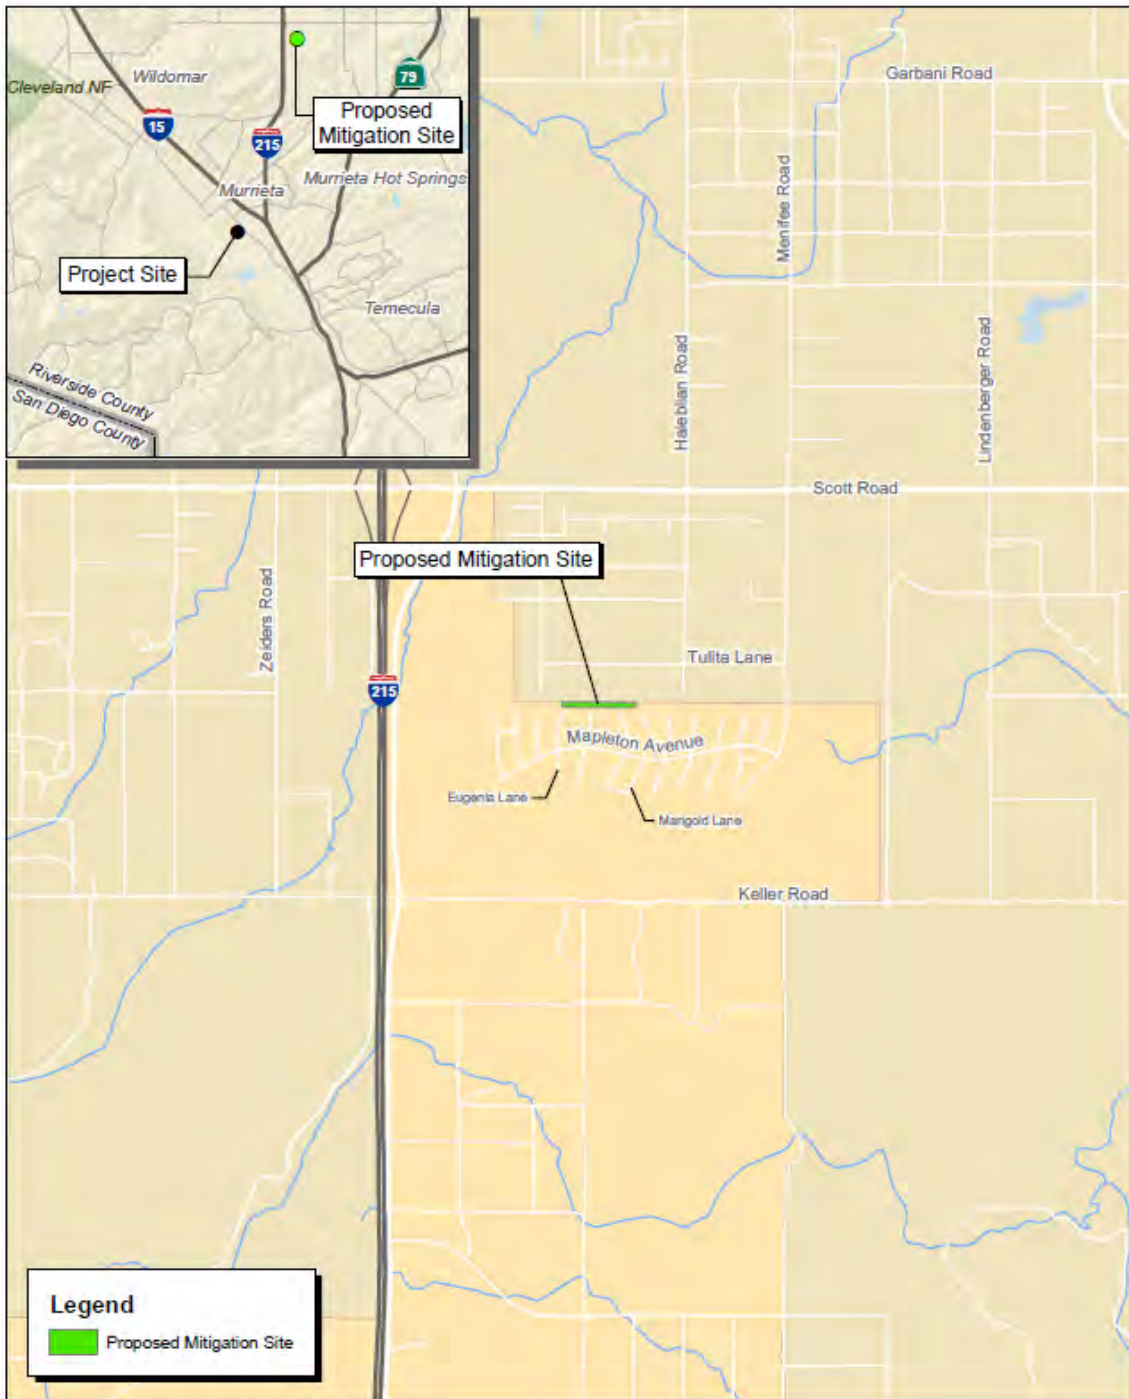 Wildomar
Cleveland NF
79
Proposed
Mitigation Site
15
215
Murrieta
Murrieta Hot Springs
Project Site
Temecula
Riverside County
San Diego County
Garbani Road
Menifee Road
Haleblian Road
Lindenberger Road
Scott Road
Proposed Mitigation Site
Zeiders Road
Tulita Lane
215
Mapleton Avenue
Eugenia Lane
Marigold Lane
Keller Road
Legend
Proposed Mitigation Site